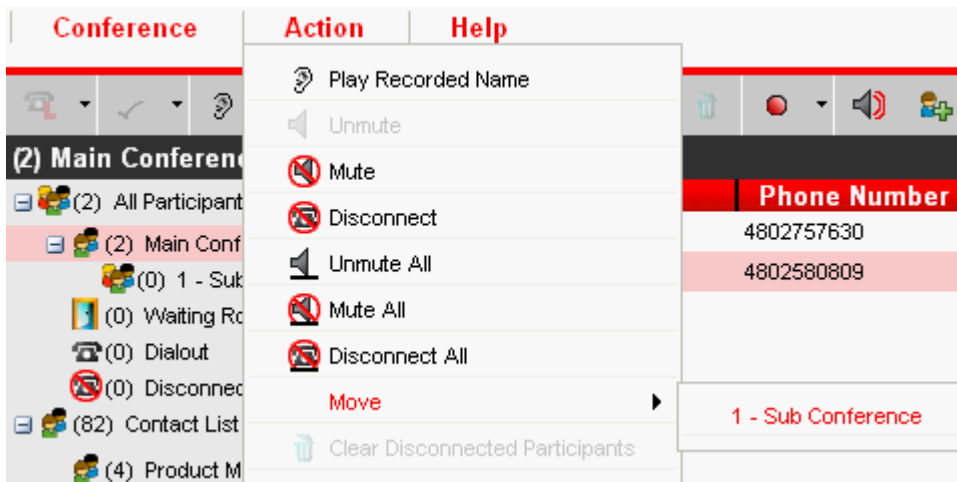 Conference Action Help
Play Recorded Name
Unmute
(2) Main Conferen
Mute
(2) All Participant
Phone Number
Disconnect
4802757630
(2) Main Conf
Unmute All
4802580809
(0) 1 - Sub
Mute All
(0) Waiting Ro
(0) Dialout
Disconnect All
(0) Disconnec
Move
1 - Sub Conference
(82) Contact List
Clear Disconnected Participants
(4) Product M